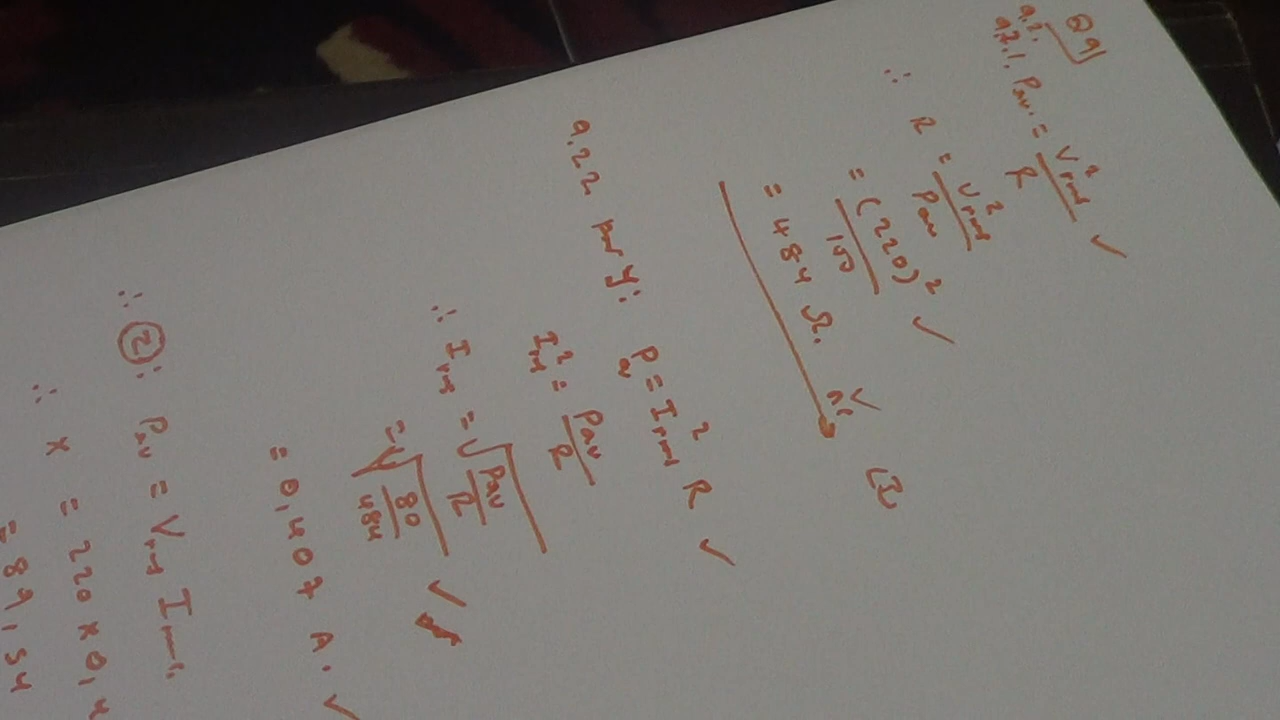 Q9
9.2.
9.2.1. Pav. = V²rms / R ✓
∴ R = V²rms / Pav
= (220)² / 100 ✓
= 484 Ω. ✓
9.2.2 for y: Pav = I²rms R ✓
I²rms = Pav / R
∴ Irms = √(Pav / R)
= √(80 / 484) ✓
= 0,407 A. ✓
∴ ②: Pav = Vrms Irms
∴ X = 220 x 0,4
= 89,54